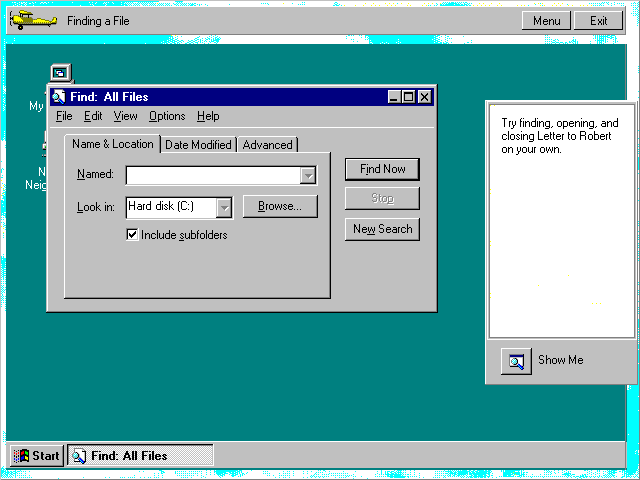 Finding a File
Menu
Exit
My
N
Neig
Find: All Files
File Edit View Options Help
Name & Location
Date Modified
Advanced
Named:
Look in:
Hard disk (C:)
Browse...
Include subfolders
Find Now
Stop
New Search
Try finding, opening, and
closing Letter to Robert
on your own.
Show Me
Start
Find: All Files